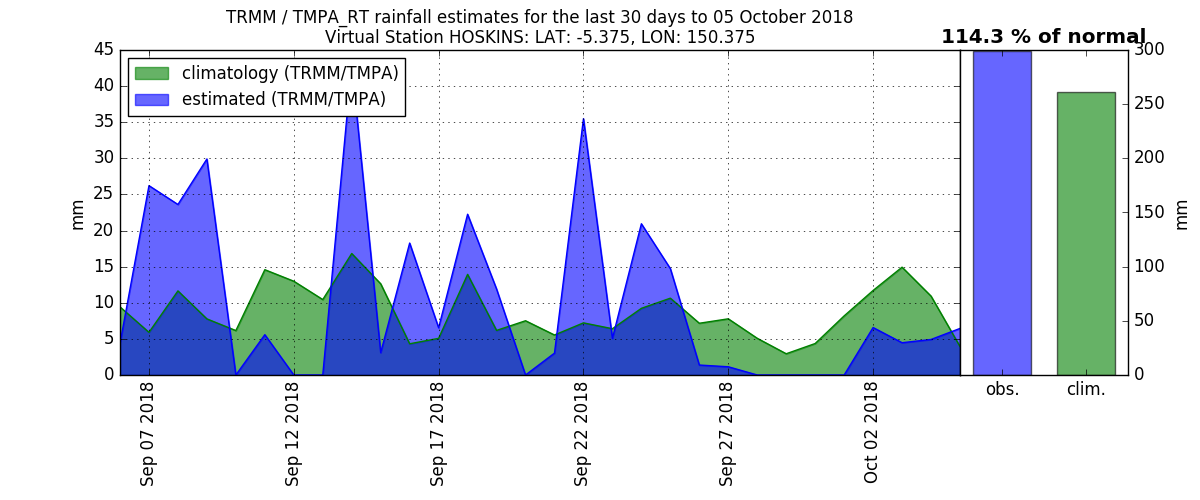 TRMM / TMPA_RT rainfall estimates for the last 30 days to 05 October 2018
Virtual Station HOSKINS: LAT: -5.375, LON: 150.375
114.3 % of normal
climatology (TRMM/TMPA)
estimated (TRMM/TMPA)
45
40
35
30
25
20
15
10
5
0
mm
Sep 07 2018
Sep 12 2018
Sep 17 2018
Sep 22 2018
Sep 27 2018
Oct 02 2018
300
250
200
150
100
50
0
mm
obs.
clim.